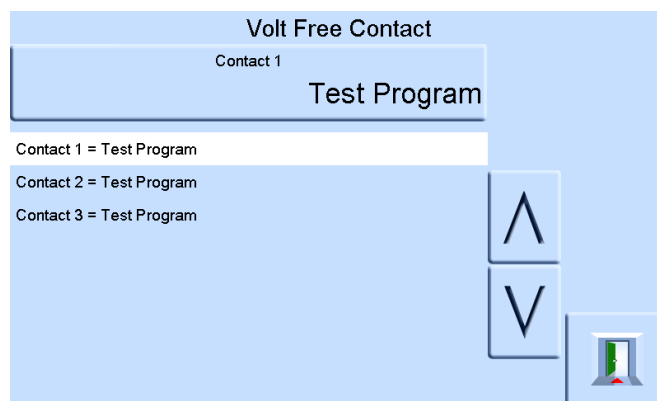 Volt Free Contact
Contact 1
Test Program
Contact 1 = Test Program
Contact 2 = Test Program
Contact 3 = Test Program